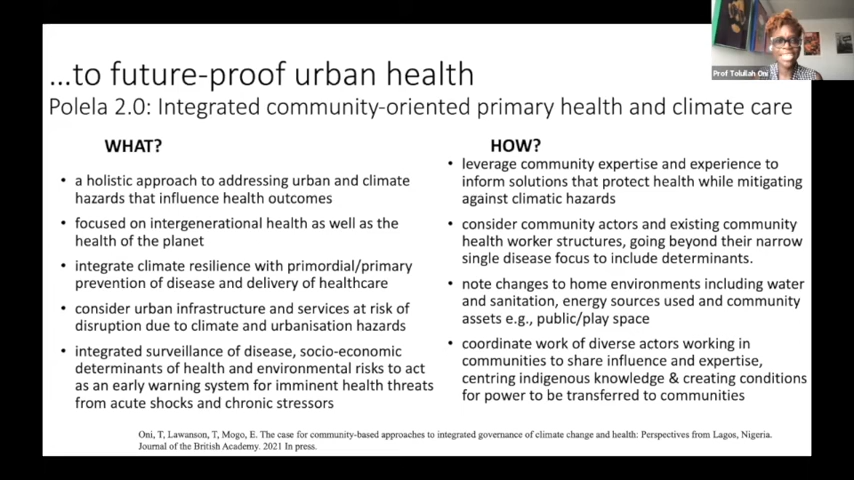 ...to future-proof urban health
Polela 2.0: Integrated community-oriented primary health and climate care
WHAT?
• a holistic approach to addressing urban and climate
hazards that influence health outcomes
• focused on intergenerational health as well as the
health of the planet
• integrate climate resilience with primordial/primary
prevention of disease and delivery of healthcare
• consider urban infrastructure and services at risk of
disruption due to climate and urbanisation hazards
• integrated surveillance of disease, socio-economic
determinants of health and environmental risks to act
as an early warning system for imminent health threats
from acute shocks and chronic stressors
HOW?
• leverage community expertise and experience to
inform solutions that protect health while mitigating
against climatic hazards
• consider community actors and existing community
health worker structures, going beyond their narrow
single disease focus to include determinants.
• note changes to home environments including water
and sanitation, energy sources used and community
assets e.g., public/play space
• coordinate work of diverse actors working in
communities to share influence and expertise,
centring indigenous knowledge & creating conditions
for power to be transferred to communities
Oni, T, Lawanson, T, Mogo, E. The case for community-based approaches to integrated governance of climate change and health: Perspectives from Lagos, Nigeria.
Journal of the British Academy. 2021 In press.
Prof Tolullah Oni